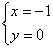 x = −1
y = 0